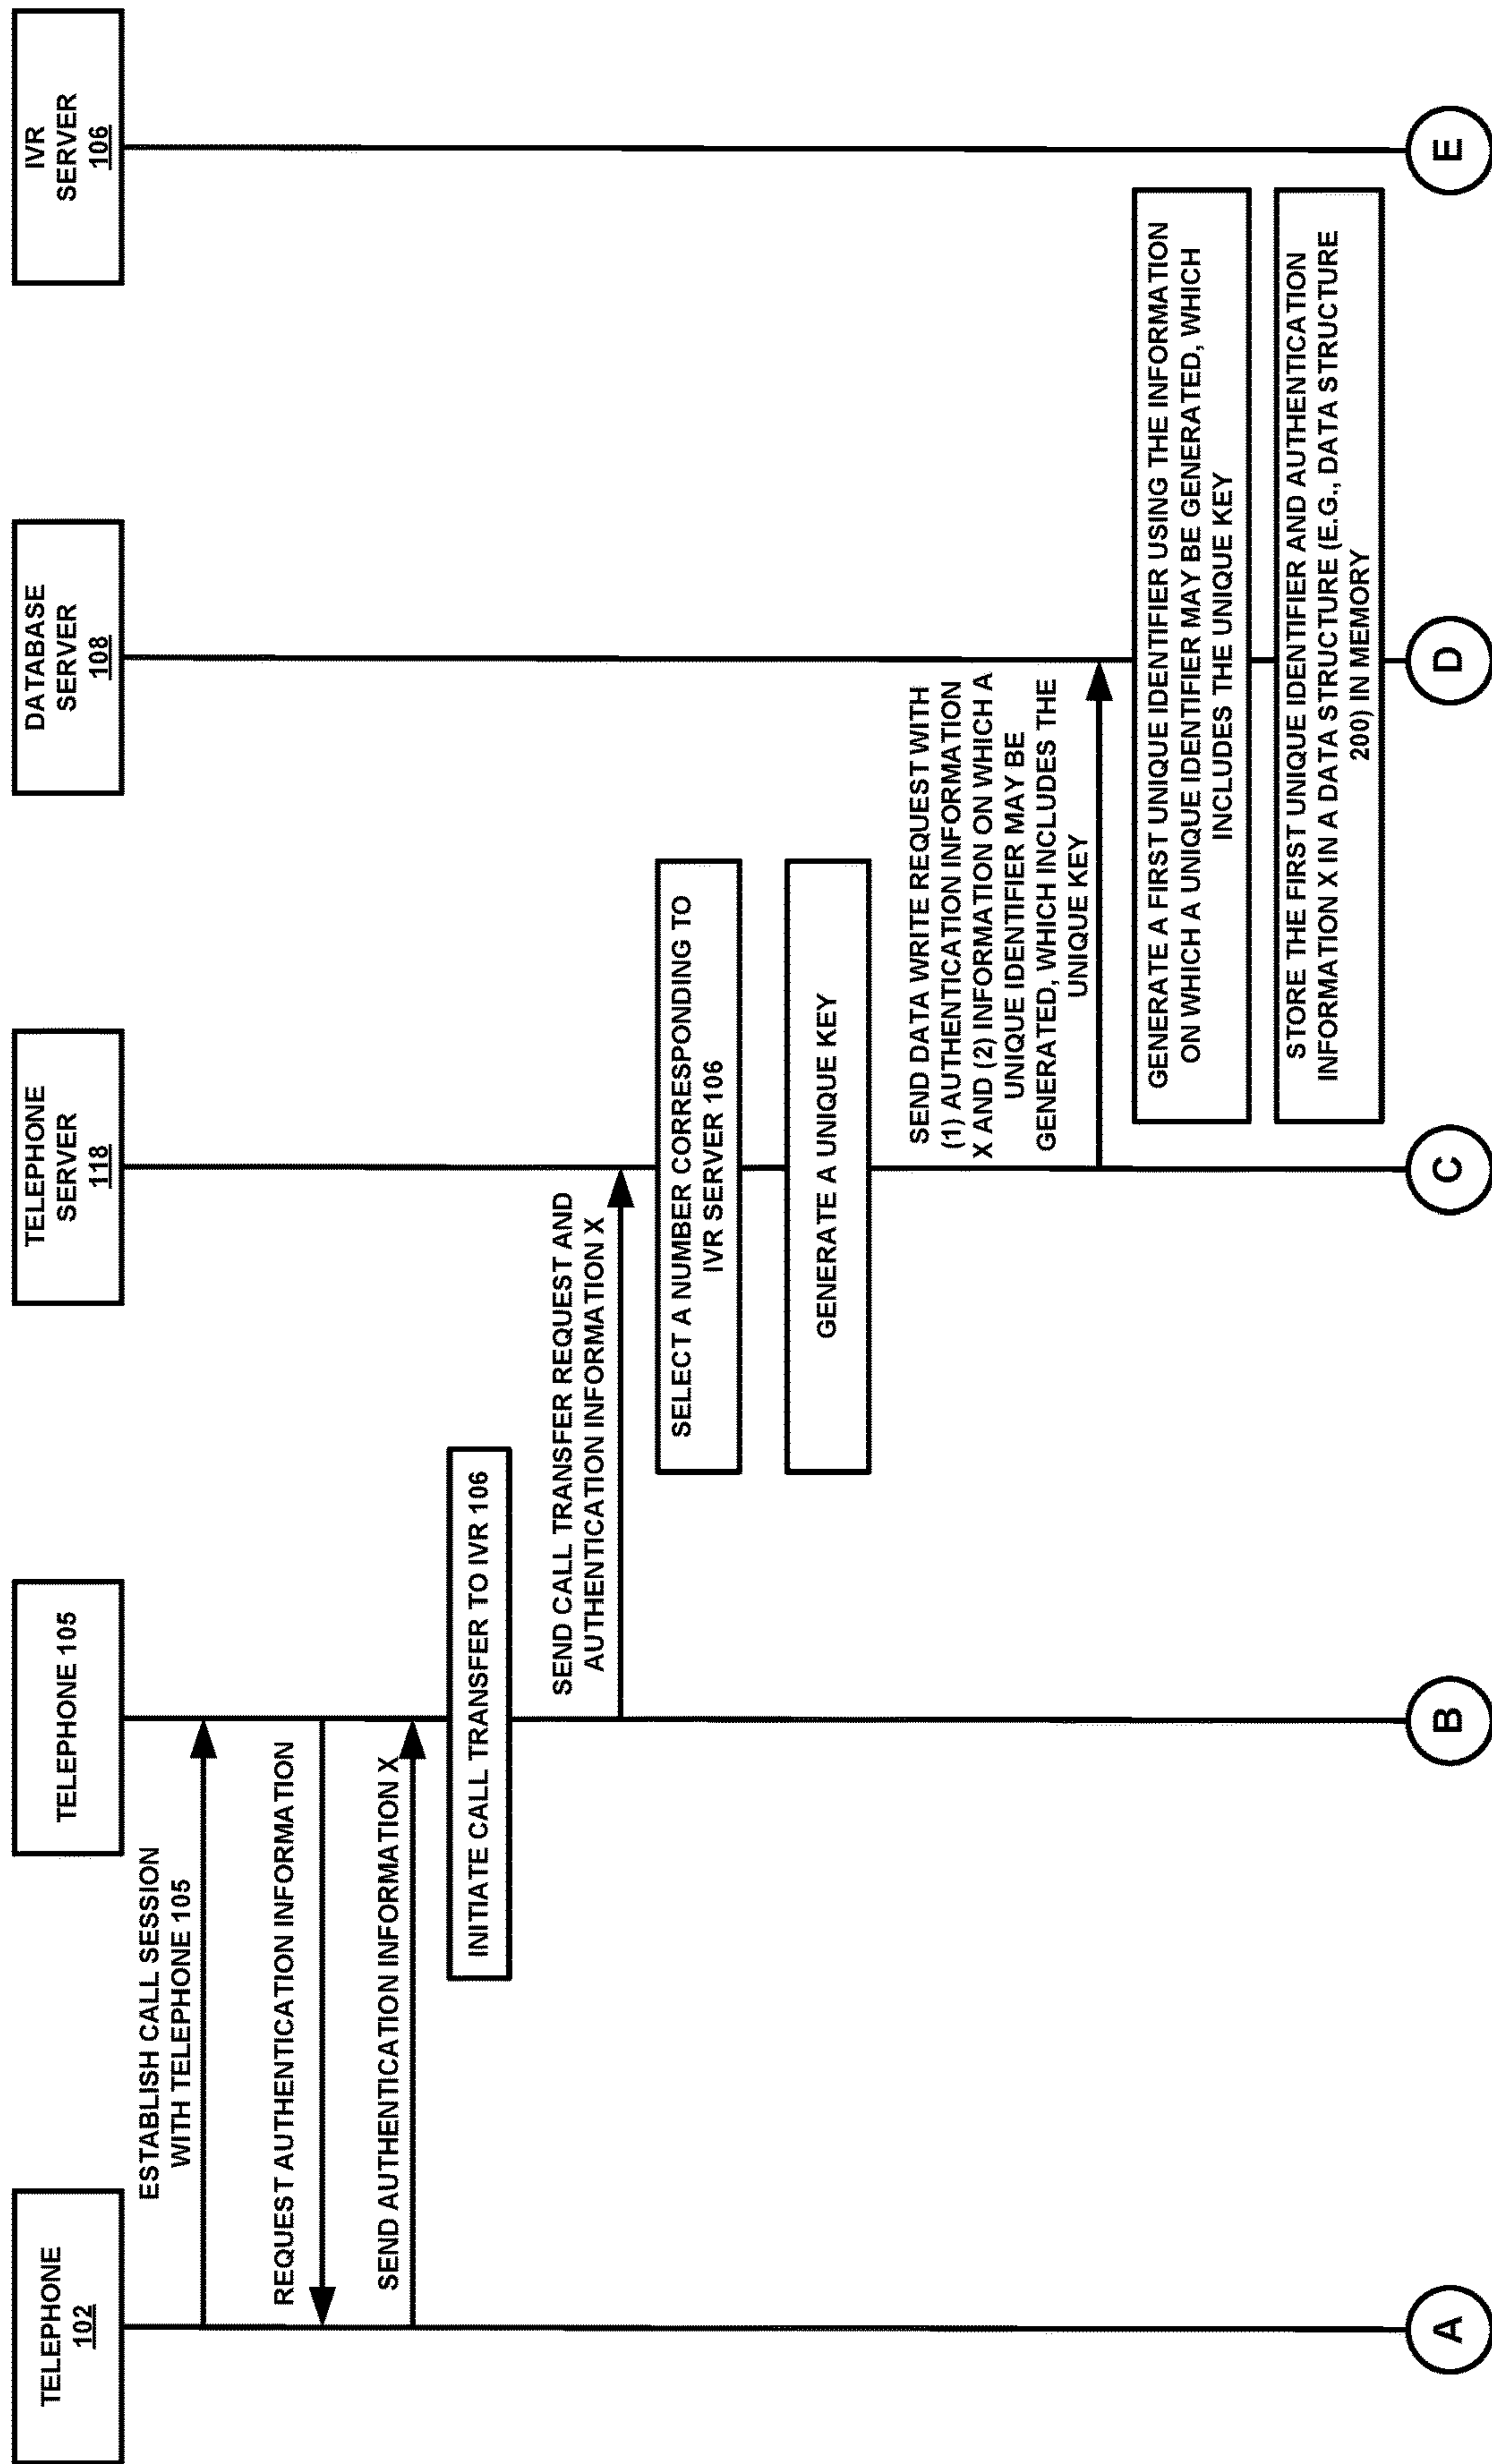 TELEPHONE
102
TELEPHONE 105
TELEPHONE
SERVER
118
DATABASE
SERVER
108
IVR
SERVER
106
ESTABLISH CALL SESSION
WITH TELEPHONE 105
REQUEST AUTHENTICATION INFORMATION
SEND AUTHENTICATION INFORMATION X
INITIATE CALL TRANSFER TO IVR 106
SEND CALL TRANSFER REQUEST AND
AUTHENTICATION INFORMATION X
SELECT A NUMBER CORRESPONDING TO
IVR SERVER 106
GENERATE A UNIQUE KEY
SEND DATA WRITE REQUEST WITH
(1) AUTHENTICATION INFORMATION
X AND (2) INFORMATION ON WHICH A
UNIQUE IDENTIFIER MAY BE
GENERATED, WHICH INCLUDES THE
UNIQUE KEY
GENERATE A FIRST UNIQUE IDENTIFIER USING THE INFORMATION
ON WHICH A UNIQUE IDENTIFIER MAY BE GENERATED, WHICH
INCLUDES THE UNIQUE KEY
STORE THE FIRST UNIQUE IDENTIFIER AND AUTHENTICATION
INFORMATION X IN A DATA STRUCTURE (E.G., DATA STRUCTURE
200) IN MEMORY
A
B
C
D
E